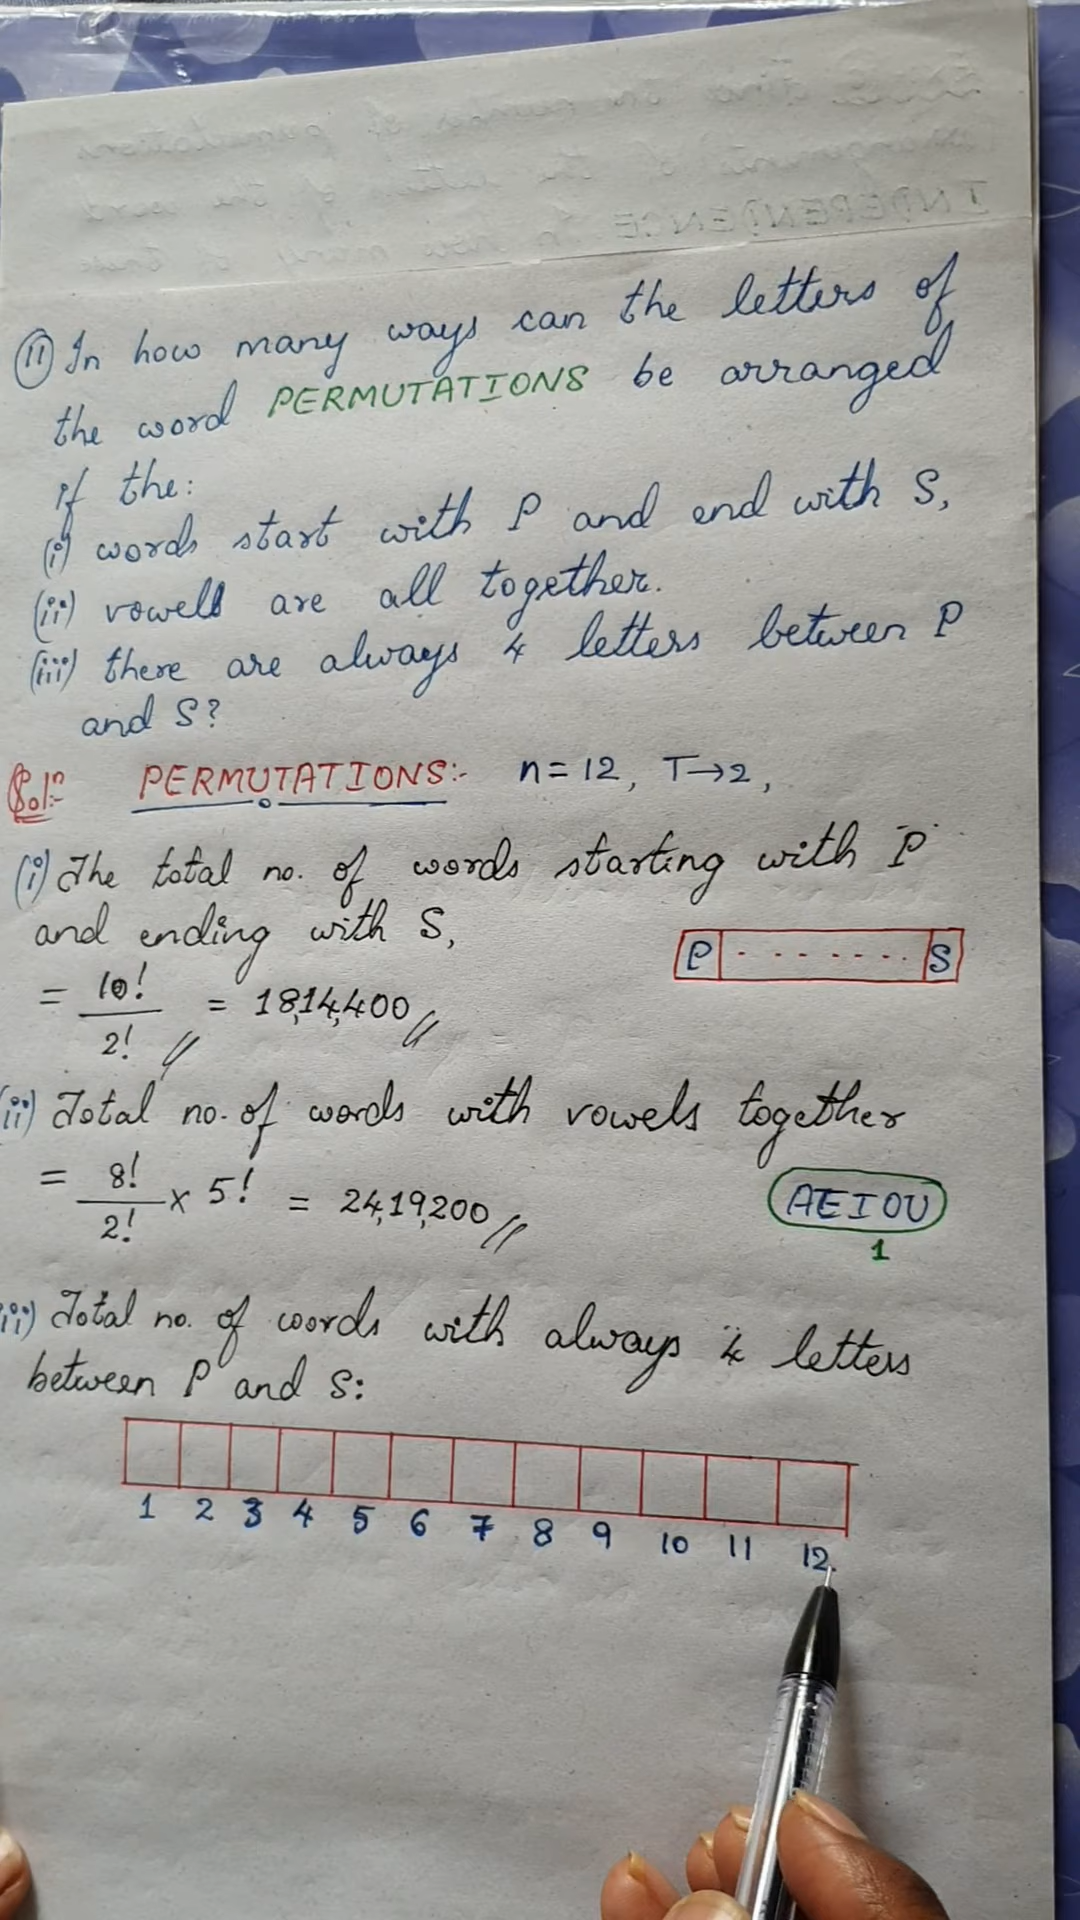 (11) In how many ways can the letters of
the word PERMUTATIONS be arranged
if the:
(i) words start with P and end with S,
(ii) vowels are all together.
(iii) there are always 4 letters between P
and S?
Sol.n:- PERMUTATIONS:- n = 12, T→2,
(i) The total no. of words starting with P
and ending with S,
P - - - - - - - S
= 10!/2! = 18,14,400
(ii) Total no. of words with vowels together
= 8!/2! × 5! = 24,19,200
AEIOU
1
iii) Total no. of words with always 4 letters
between P and S:
1 2 3 4 5 6 7 8 9 10 11 12